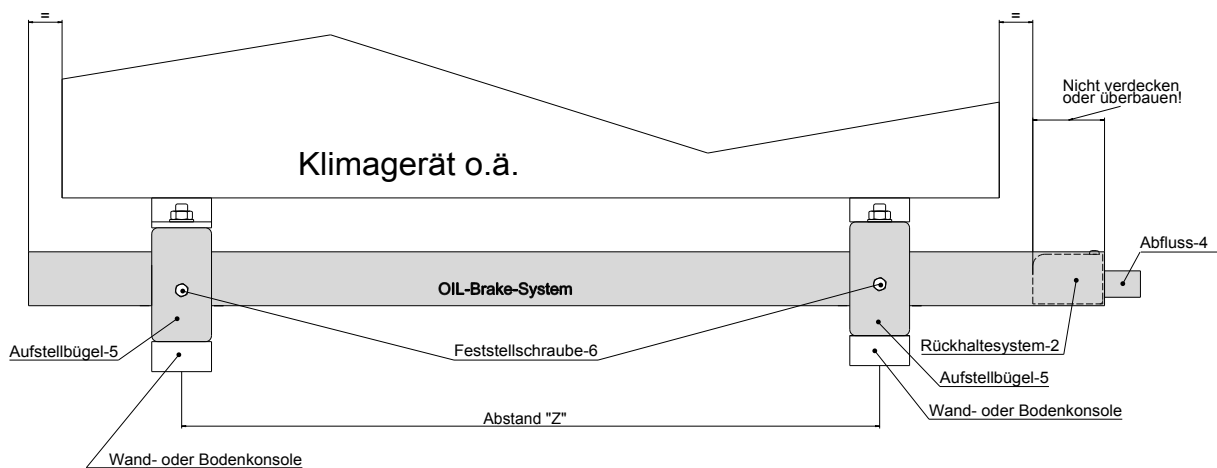 =
=
Nicht verdecken
oder überbauen!
Klimagerät o.ä.
Abfluss-4
OIL-Brake-System
Aufstellbügel-5
Feststellschraube-6
Rückhaltesystem-2
Aufstellbügel-5
Wand- oder Bodenkonsole
Abstand "Z"
Wand- oder Bodenkonsole